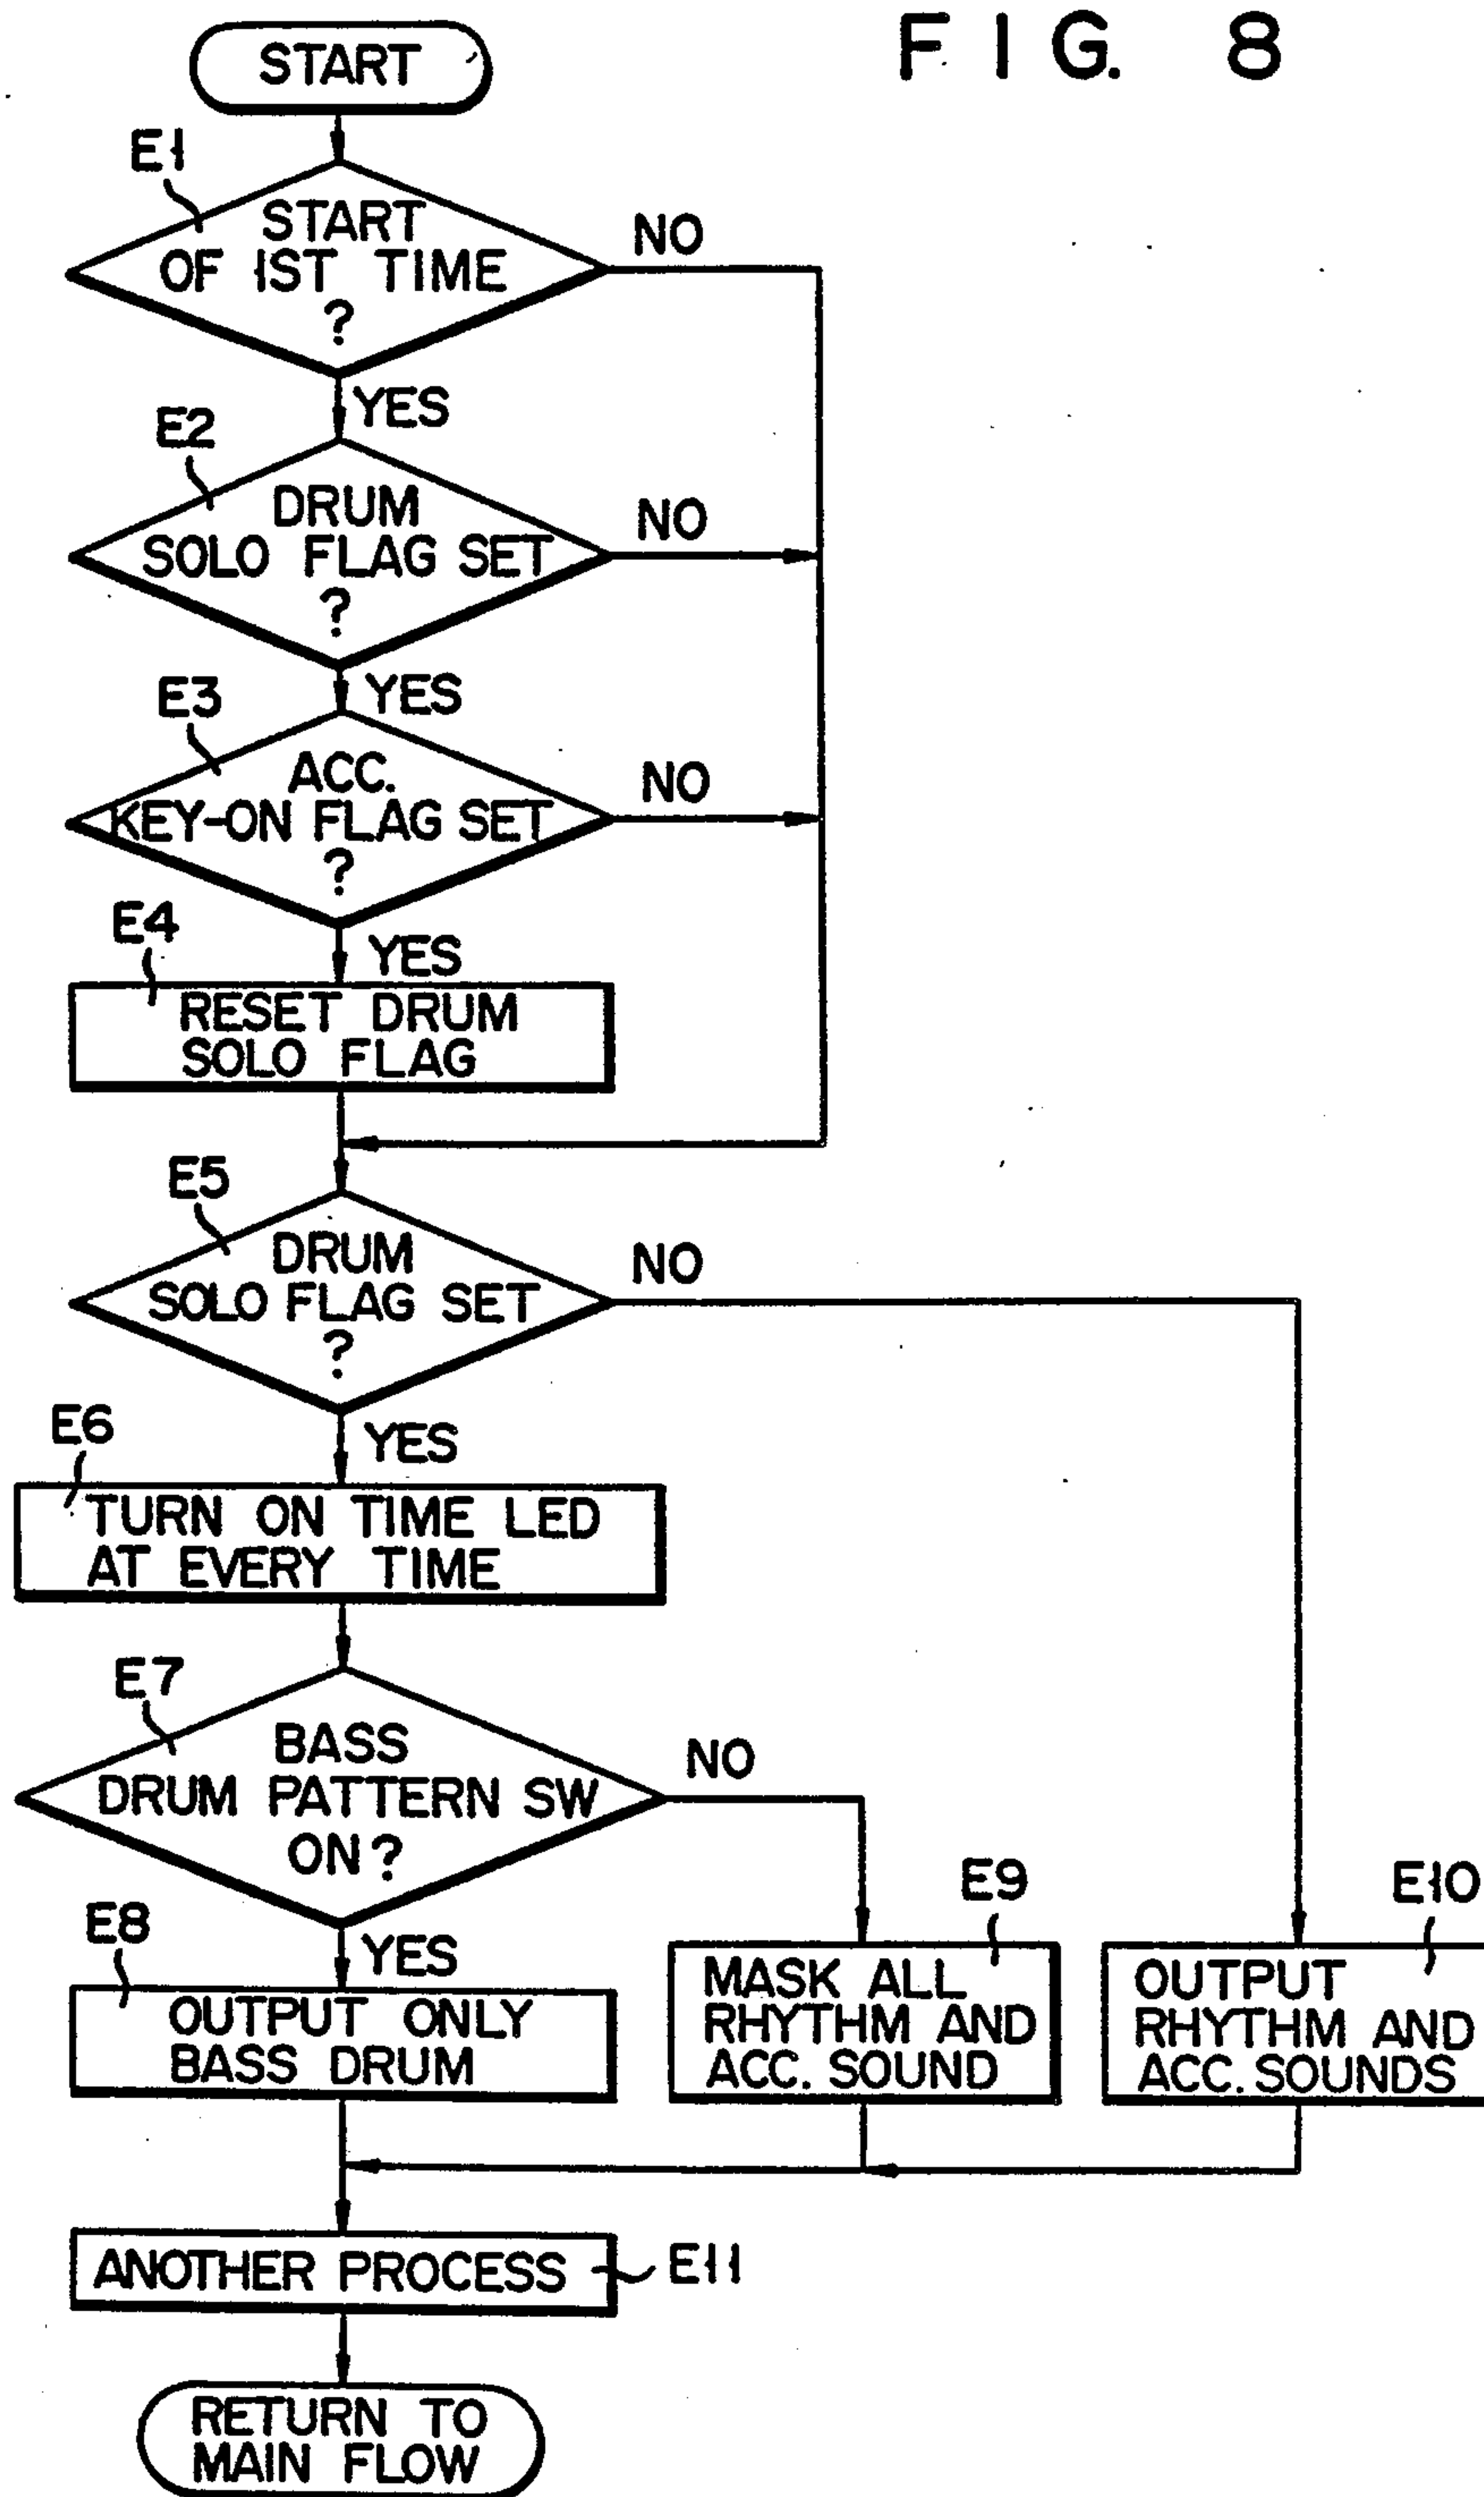 FIG. 8
START
E1
START
OF 1ST TIME
?
NO
YES
E2
DRUM
SOLO FLAG SET
?
NO
YES
E3
ACC.
KEY-ON FLAG SET
?
NO
YES
E4
RESET DRUM
SOLO FLAG
E5
DRUM
SOLO FLAG SET
?
NO
YES
E6
TURN ON TIME LED
AT EVERY TIME
E7
BASS
DRUM PATTERN SW
ON?
NO
YES
E8
OUTPUT ONLY
BASS DRUM
E9
MASK ALL
RHYTHM AND
ACC. SOUND
E10
OUTPUT
RHYTHM AND
ACC. SOUNDS
ANOTHER PROCESS
E11
RETURN TO
MAIN FLOW